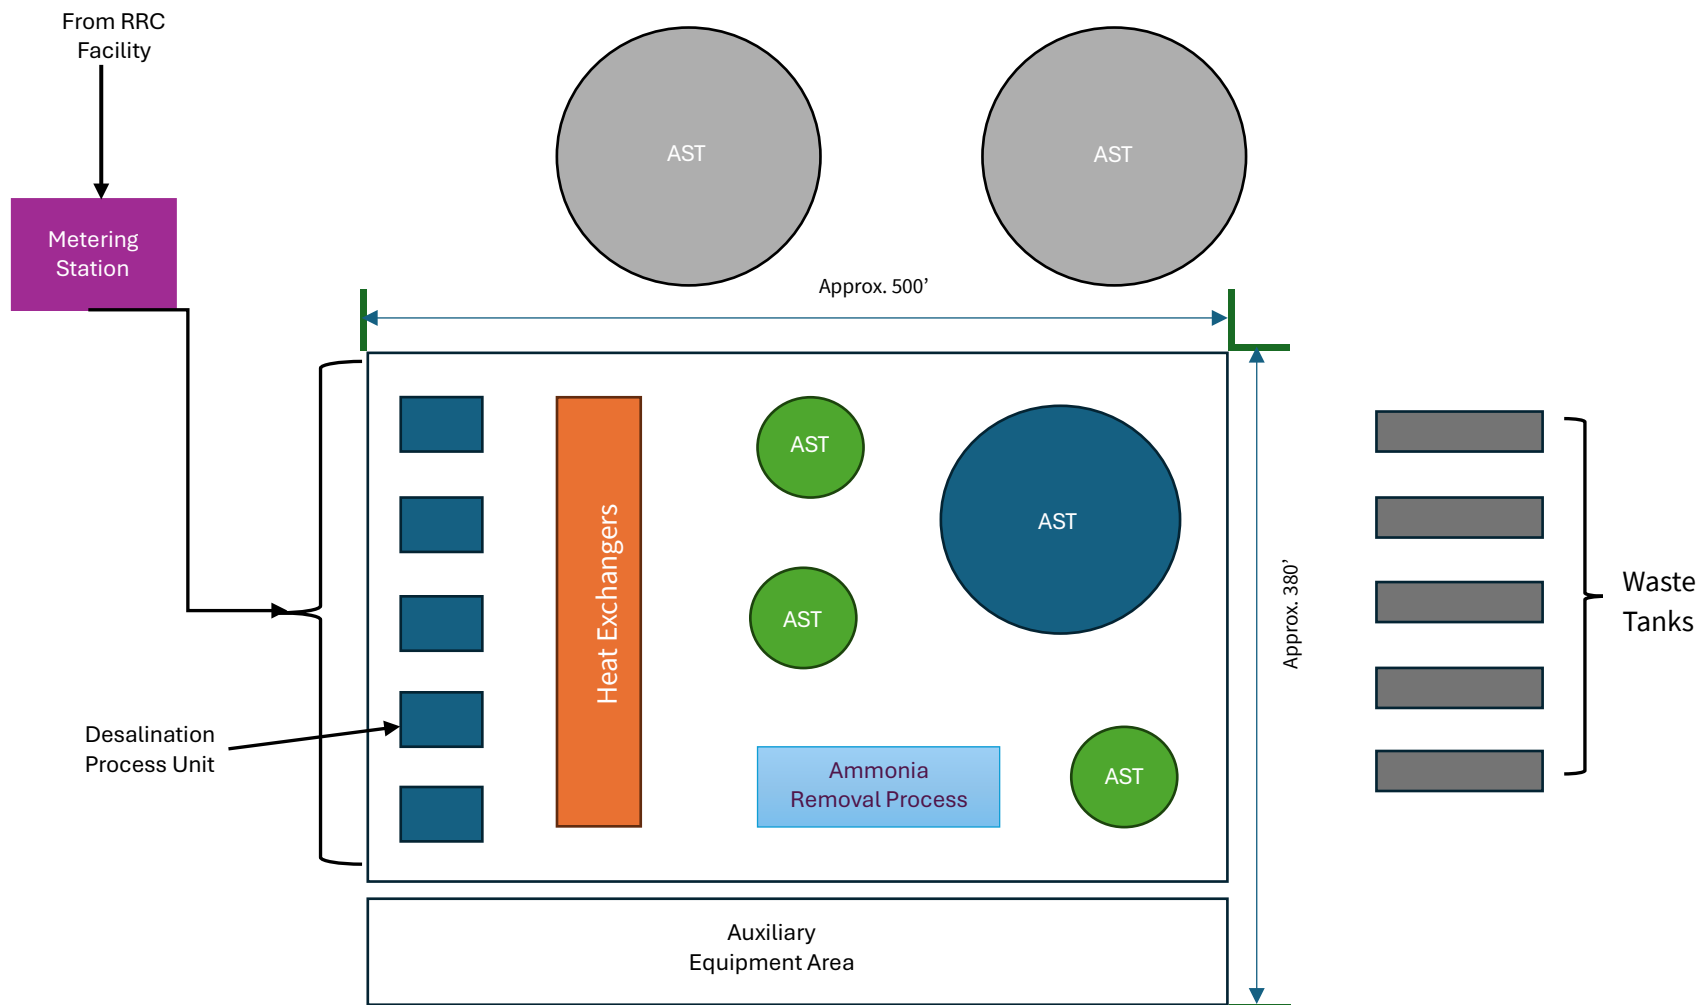 From RRC
Facility
AST
AST
Metering
Station
Approx. 500’
AST
AST
Heat Exchangers
AST
Approx. 380’
Waste
Tanks
Desalination
Process Unit
Ammonia
Removal Process
AST
Auxiliary
Equipment Area